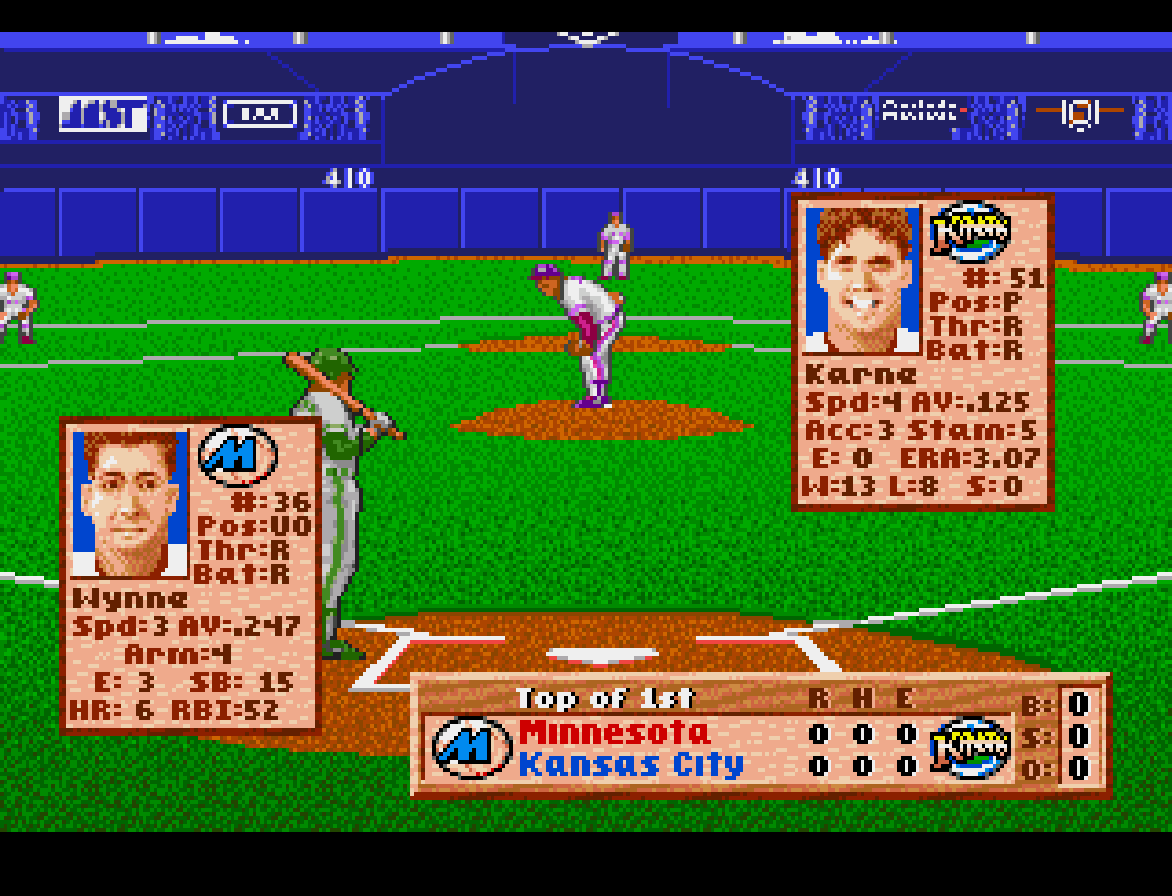 410 410
#:51
Pos:P
Thr:R
Bat:R
Karne
Spd:4 AV:.125
Acc:3 Stam:5
E: 0 ERA:3.07
W:13 L:8 S:0
M
#:36
Pos:UO
Thr:R
Bat:R
Wynne
Spd:3 AV:.247
Arm:4
E: 3 SB: 15
HR: 6 RBI:52
Top of 1st R H E B: 0
M Minnesota 0 0 0 S: 0
Kansas City 0 0 0 O: 0